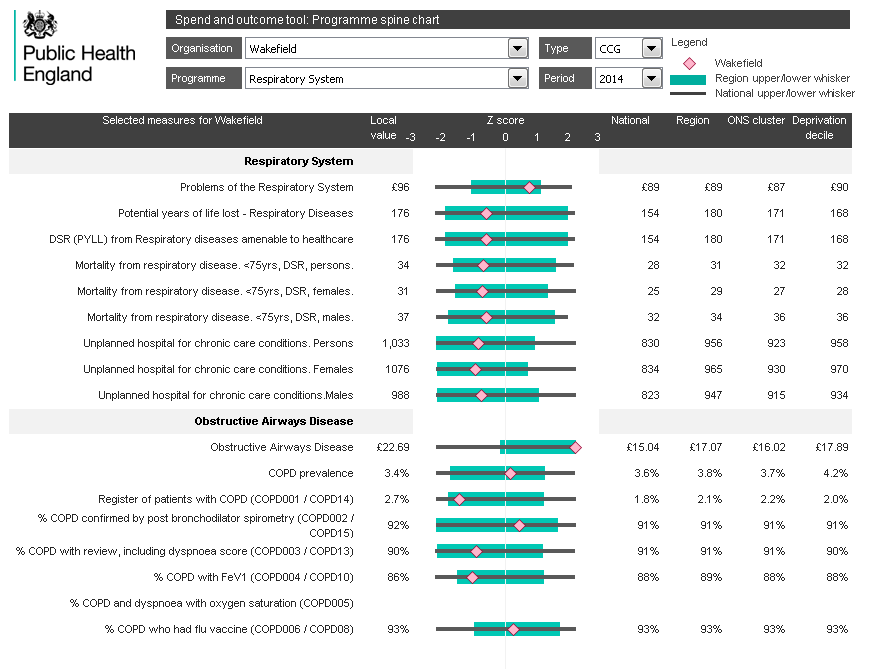 Public Health
England
Spend and outcome tool: Programme spine chart
Organisation Wakefield Type CCG
Programme Respiratory System Period 2014
Legend
Wakefield
Region upper/lower whisker
National upper/lower whisker
Selected measures for Wakefield Local value Z score National Region ONS cluster Deprivation decile
-3 -2 -1 0 1 2 3
Respiratory System
Problems of the Respiratory System £96 £89 £89 £87 £90
Potential years of life lost - Respiratory Diseases 176 154 180 171 168
DSR (PYLL) from Respiratory diseases amenable to healthcare 176 154 180 171 168
Mortality from respiratory disease. <75yrs, DSR, persons. 34 28 31 32 32
Mortality from respiratory disease. <75yrs, DSR, females. 31 25 29 27 28
Mortality from respiratory disease. <75yrs, DSR, males. 37 32 34 36 36
Unplanned hospital for chronic care conditions. Persons 1,033 830 956 923 958
Unplanned hospital for chronic care conditions. Females 1076 834 965 930 970
Unplanned hospital for chronic care conditions.Males 988 823 947 915 934
Obstructive Airways Disease
Obstructive Airways Disease £22.69 £15.04 £17.07 £16.02 £17.89
COPD prevalence 3.4% 3.6% 3.8% 3.7% 4.2%
Register of patients with COPD (COPD001 / COPD14) 2.7% 1.8% 2.1% 2.2% 2.0%
% COPD confirmed by post bronchodilator spirometry (COPD002 /
COPD15) 92% 91% 91% 91% 91%
% COPD with review, including dyspnoea score (COPD003 / COPD13) 90% 91% 91% 91% 90%
% COPD with FeV1 (COPD004 / COPD10) 86% 88% 89% 88% 88%
% COPD and dyspnoea with oxygen saturation (COPD005)
% COPD who had flu vaccine (COPD006 / COPD08) 93% 93% 93% 93% 93%